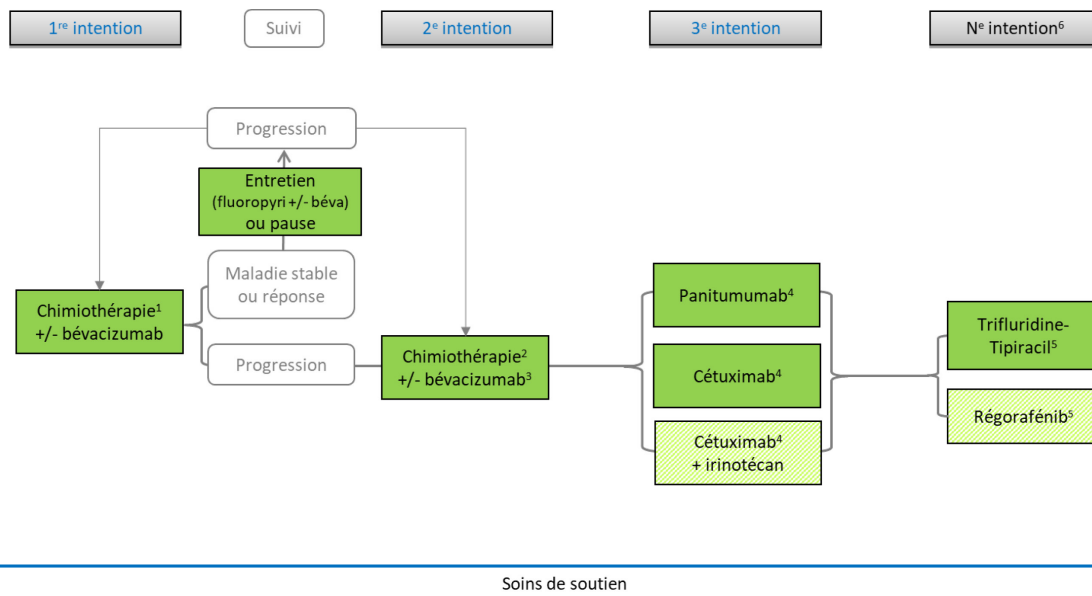 1re intention
Suivi
2e intention
3e intention
Ne intention6
Progression
Entretien
(fluoropyri +/- béva)
ou pause
Maladie stable
ou réponse
Chimiothérapie1
+/- bévacizumab
Progression
Chimiothérapie2
+/- bévacizumab3
Panitumumab4
Cétuximab4
Cétuximab4
+ irinotécan
Trifluridine-
Tipiracil5
Régorafénib5
Soins de soutien